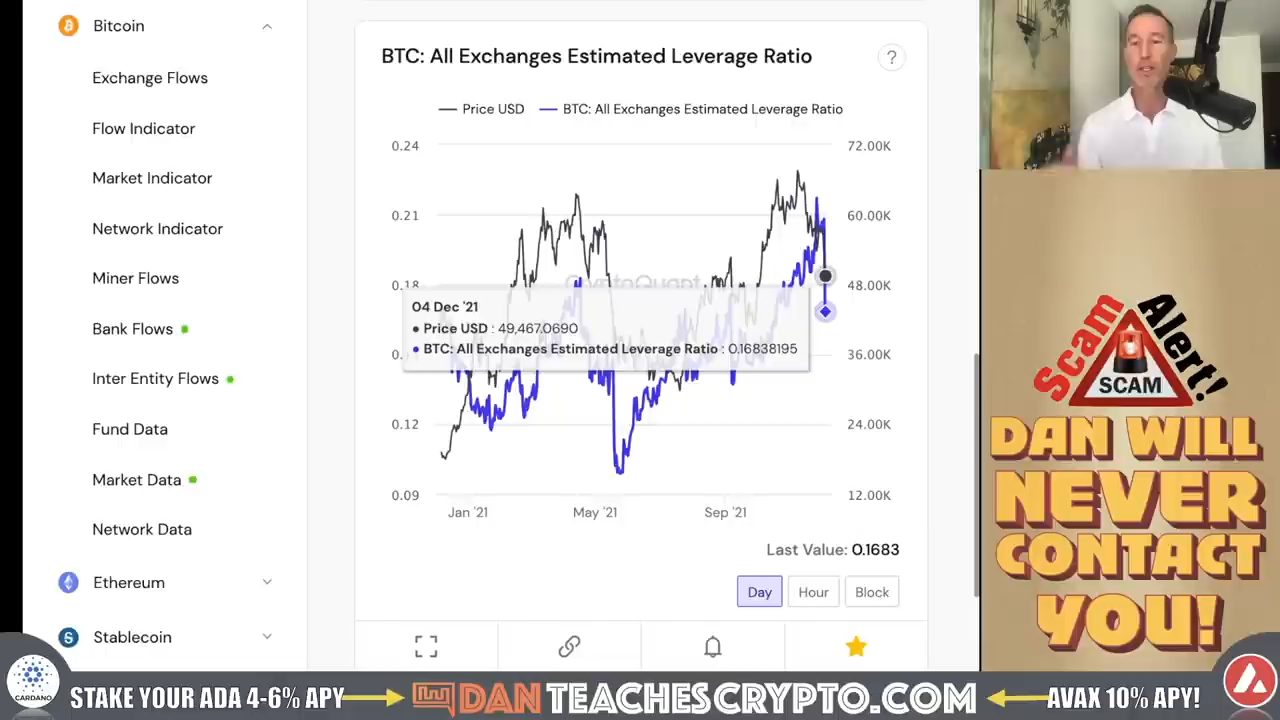 Bitcoin
Exchange Flows
Flow Indicator
Market Indicator
Network Indicator
Miner Flows
Bank Flows
Inter Entity Flows
Fund Data
Market Data
Network Data
Ethereum
Stablecoin
BTC: All Exchanges Estimated Leverage Ratio
?
Price USD
BTC: All Exchanges Estimated Leverage Ratio
0.24
0.21
0.18
0.12
0.09
72.00K
60.00K
48.00K
36.00K
24.00K
12.00K
CryptoQuant
04 Dec '21
Price USD : 49,467.0690
BTC: All Exchanges Estimated Leverage Ratio : 0.16838195
Jan '21
May '21
Sep '21
Last Value: 0.1683
Day
Hour
Block
Scam Alert!
SCAM
DAN WILL
NEVER
CONTACT
YOU!
CARDANO
STAKE YOUR ADA 4-6% APY
DANTEACHESCRYPTO.COM
AVAX 10% APY!